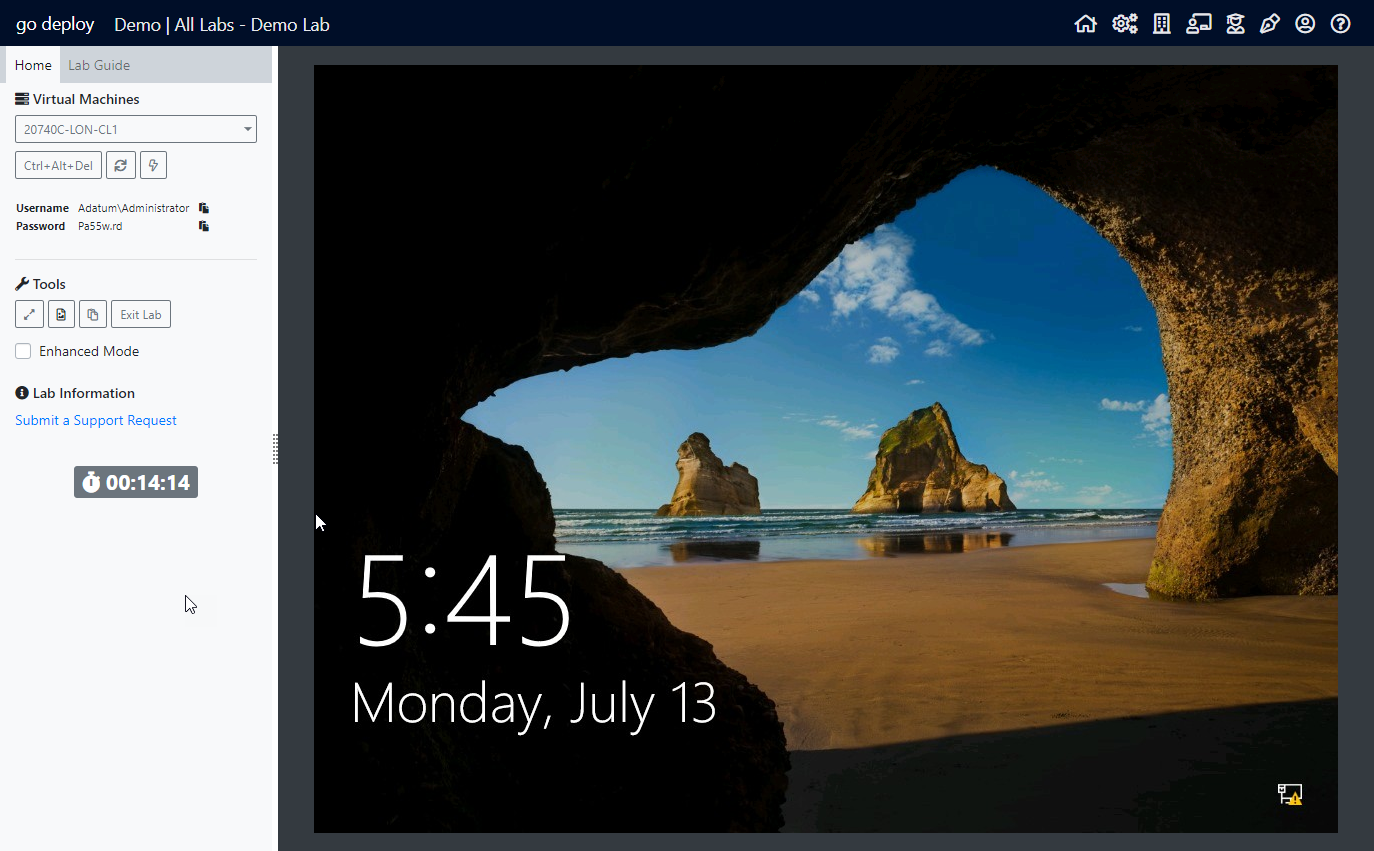 go deploy Demo | All Labs - Demo Lab
Home Lab Guide
Virtual Machines
20740C-LON-CL1
Ctrl+Alt+Del
Username Adatum\Administrator
Password Pa55w.rd
Tools
Exit Lab
Enhanced Mode
Lab Information
Submit a Support Request
00:14:14
5:45
Monday, July 13